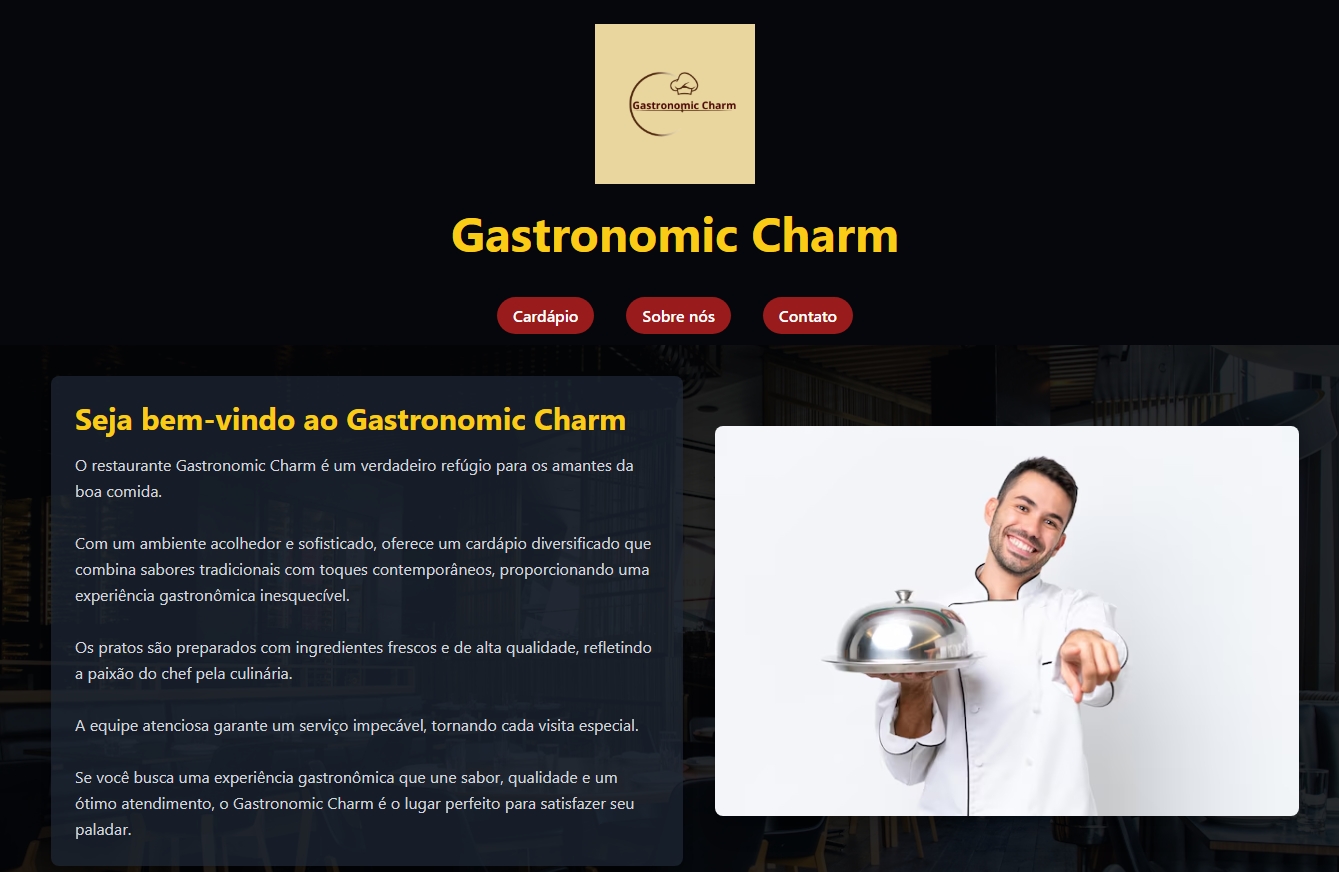 Gastronomic Charm
Gastronomic Charm
Cardápio
Sobre nós
Contato
Seja bem-vindo ao Gastronomic Charm
O restaurante Gastronomic Charm é um verdadeiro refúgio para os amantes da
boa comida.
Com um ambiente acolhedor e sofisticado, oferece um cardápio diversificado que
combina sabores tradicionais com toques contemporâneos, proporcionando uma
experiência gastronômica inesquecível.
Os pratos são preparados com ingredientes frescos e de alta qualidade, refletindo
a paixão do chef pela culinária.
A equipe atenciosa garante um serviço impecável, tornando cada visita especial.
Se você busca uma experiência gastronômica que une sabor, qualidade e um
ótimo atendimento, o Gastronomic Charm é o lugar perfeito para satisfazer seu
paladar.